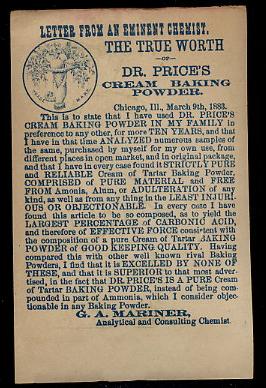 LETTER FROM AN EMINENT CHEMIST.
THE TRUE WORTH
—OF—
DR. PRICE'S
CREAM BAKING
POWDER.
Chicago, Ill., March 9th, 1883.
This is to state that I have used DR. PRICE'S
CREAM BAKING POWDER IN MY FAMILY in
preference to any other, for more TEN YEARS, and that
I have in that time ANALYZED numerous samples of
the same, purchased by myself for my own use, from
different places in open market, and in original package,
and that I have in every case found it STRICTLY PURE
and RELIABLE Cream of Tartar Baking Powder,
COMPRISED of PURE MATERIAL and FREE
FROM Amonia, Alum, or ADULTERATION of any
kind, as well as from any thing in the LEAST INJURI-
OUS OR OBJECTIONABLE. In every case I have
found this article to be so composed, as to yield the
LARGEST PERCENTAGE of CARBONIC ACID,
and therefore of EFFECTIVE FORCE consistent with
the composition of a pure Cream of Tartar BAKING
POWDER of GOOD KEEPING QUALITY. Having
compared this with other well known rival Baking
Powders, I find that it is EXCELLED BY NONE OF
THESE, and that it is SUPERIOR to that most adver-
tised, in the fact that DR. PRICE'S IS A PURE Cream
of Tartar BAKING POWDER, instead of being com-
pounded in part of Ammonia, which I consider objec-
tionable in any Baking Powder.
G. A. MARINER,
Analytical and Consulting Chemist.